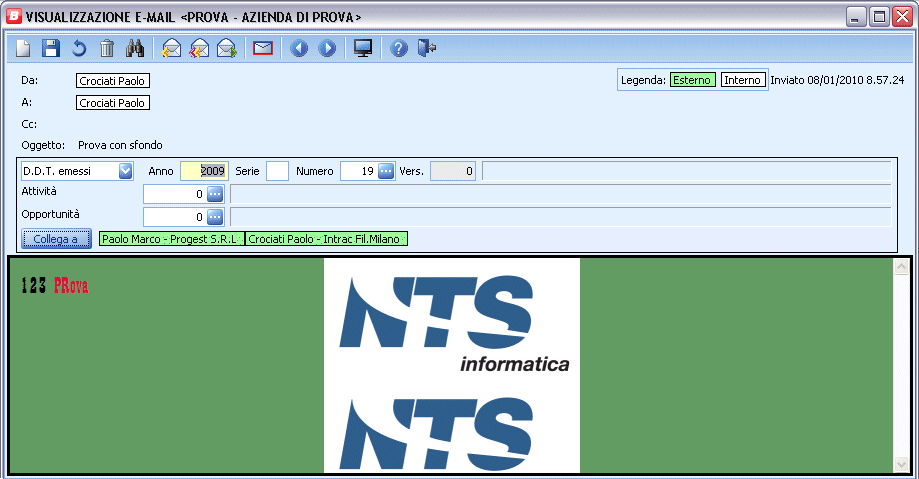 VISUALIZZAZIONE E-MAIL <PROVA - AZIENDA DI PROVA>
Da: Crociati Paolo Legenda: Esterno Interno Inviato 08/01/2010 8.57.24
A: Crociati Paolo
Cc:
Oggetto: Prova con sfondo
D.D.T. emessi Anno 2009 Serie Numero 19 ... Vers. 0
Attività 0 ...
Opportunità 0 ...
Collega a Paolo Marco - Progest S.R.L Crociati Paolo - Intrac Fil.Milano
123 PRova
NTS
informatica
NTS